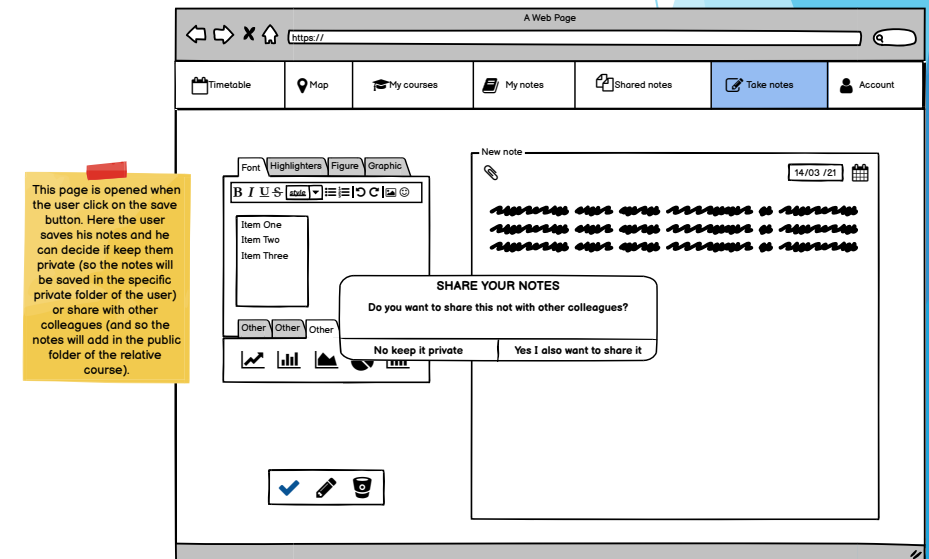 A Web Page
https://
Timetable
Map
My courses
My notes
Shared notes
Take notes
Account
This page is opened when
the user click on the save
button. Here the user
saves his notes and he
can decide if keep them
private (so the notes will
be saved in the specific
private folder of the user)
or share with other
colleagues (and so the
notes will add in the public
folder of the relative
course).
Font
Highlighters
Figure
Graphic
B I U S style
Item One
Item Two
Item Three
Other
Other
Other
New note
14/03 /21
SHARE YOUR NOTES
Do you want to share this not with other colleagues?
No keep it private
Yes I also want to share it